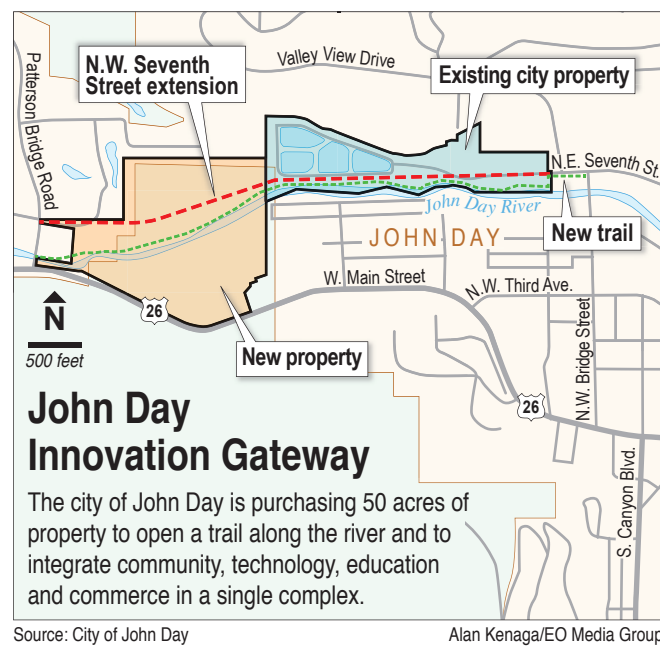 Patterson Bridge Road
N.W. Seventh
Street extension
Valley View Drive
Existing city property
N.E. Seventh St.
John Day River
New trail
JOHN DAY
W. Main Street
N.W. Third Ave.
26
N
500 feet
New property
N.W. Bridge Street
26
S. Canyon Blvd.
John Day
Innovation Gateway
The city of John Day is purchasing 50 acres of
property to open a trail along the river and to
integrate community, technology, education
and commerce in a single complex.
Source: City of John Day
Alan Kenaga/EO Media Group